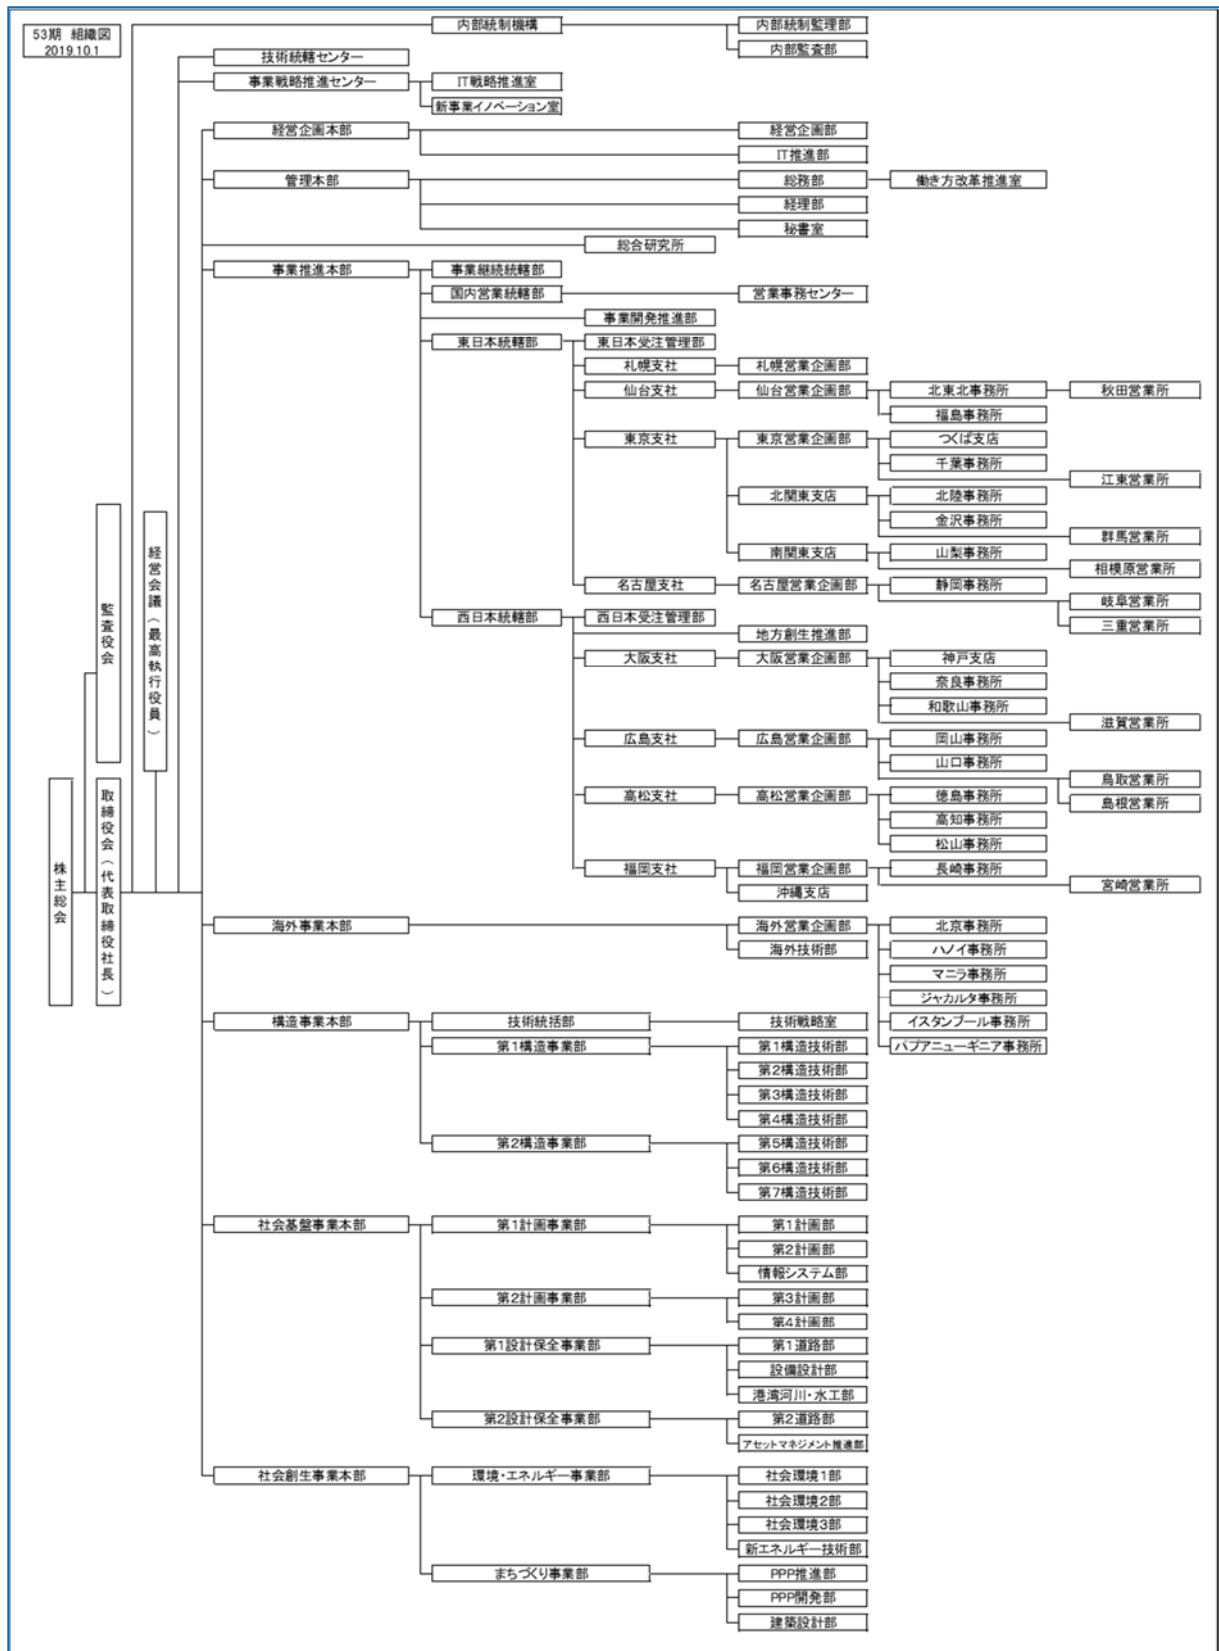 53期 組織図
2019.10.1
内部統制機構
内部統制監理部
内部監査部
技術統轄センター
事業戦略推進センター
IT戦略推進室
新事業イノベーション室
経営企画本部
経営企画部
IT推進部
管理本部
総務部
働き方改革推進室
経理部
秘書室
総合研究所
事業推進本部
事業継続統轄部
国内営業統轄部
営業事務センター
事業開発推進部
東日本統轄部
東日本受注管理部
札幌支社
札幌営業企画部
仙台支社
仙台営業企画部
北東北事務所
秋田営業所
福島事務所
東京支社
東京営業企画部
つくば支店
千葉事務所
江東営業所
北関東支店
北陸事務所
金沢事務所
群馬営業所
南関東支店
山梨事務所
相模原営業所
名古屋支社
名古屋営業企画部
静岡事務所
岐阜営業所
三重営業所
西日本統轄部
西日本受注管理部
地方創生推進部
大阪支社
大阪営業企画部
神戸支店
奈良事務所
和歌山事務所
滋賀営業所
広島支社
広島営業企画部
岡山事務所
山口事務所
鳥取営業所
島根営業所
高松支社
高松営業企画部
徳島事務所
高知事務所
松山事務所
福岡支社
福岡営業企画部
長崎事務所
宮崎営業所
沖縄支店
監査役会
経営会議(最高執行役員)
株主総会
取締役会(代表取締役社長)
海外事業本部
海外営業企画部
北京事務所
海外技術部
ハノイ事務所
マニラ事務所
ジャカルタ事務所
イスタンブール事務所
パプアニューギニア事務所
構造事業本部
技術統括部
技術戦略室
第1構造事業部
第1構造技術部
第2構造技術部
第3構造技術部
第4構造技術部
第2構造事業部
第5構造技術部
第6構造技術部
第7構造技術部
社会基盤事業本部
第1計画事業部
第1計画部
第2計画部
情報システム部
第2計画事業部
第3計画部
第4計画部
第1設計保全事業部
第1道路部
設備設計部
港湾河川・水工部
第2設計保全事業部
第2道路部
アセットマネジメント推進部
社会創生事業本部
環境・エネルギー事業部
社会環境1部
社会環境2部
社会環境3部
新エネルギー技術部
まちづくり事業部
PPP推進部
PPP開発部
建築設計部